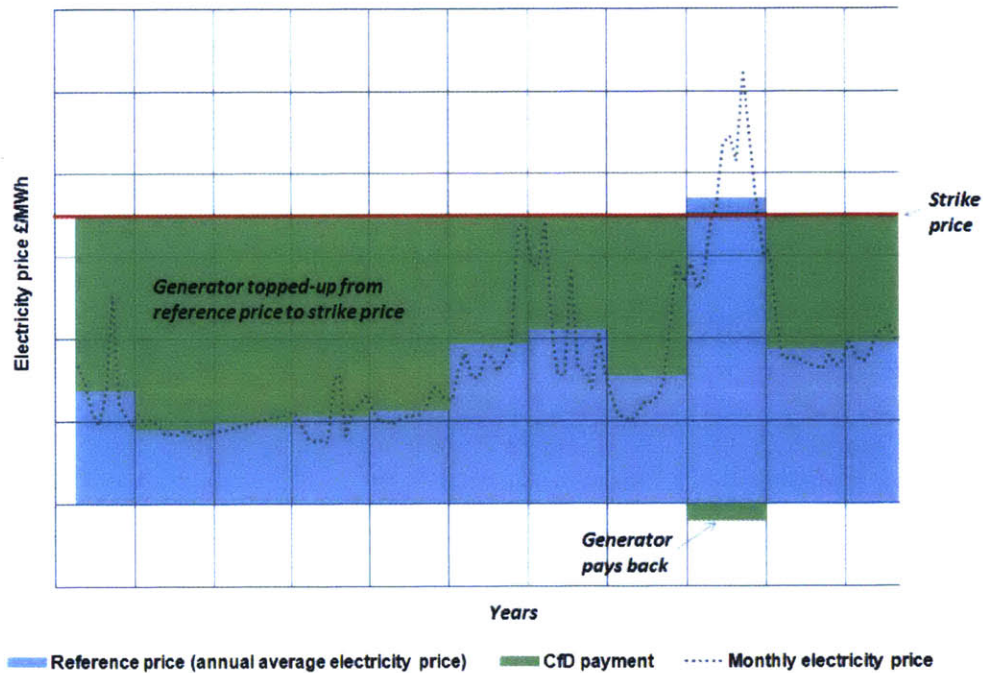 Electricity price £MWh
Strike
price
Generator topped-up from
reference price to strike price
Generator
pays back
Years
Reference price (annual average electricity price)
CfD payment
Monthly electricity price